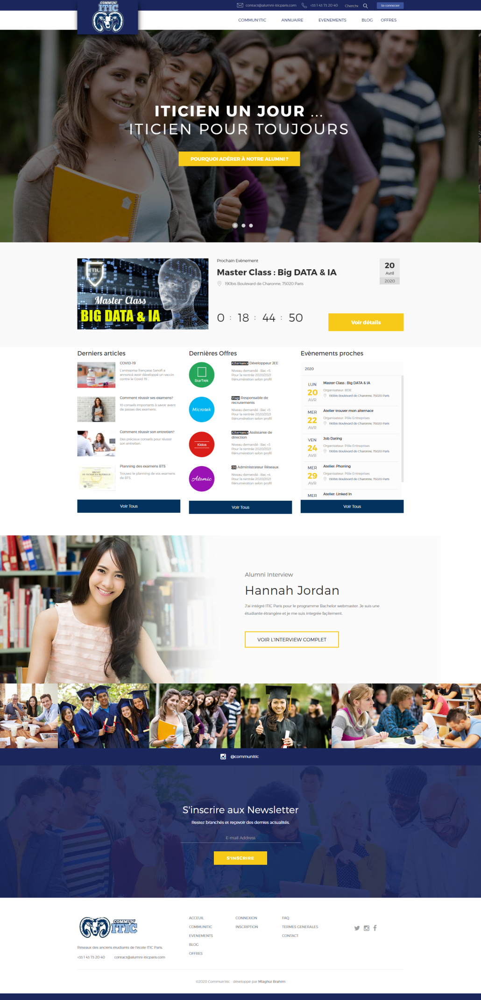 COMMUN'
ITIC
contact@alumni-iticparis.com
+33 1 43 73 20 40
Cherche
Se connecter
COMMUN'ITIC
ANNUAIRE
EVENEMENTS
BLOG
OFFRES
ITICIEN UN JOUR ...
ITICIEN POUR TOUJOURS
POURQUOI ADÉRER À NOTRE ALUMNI ?
ITIC
Master Class
BIG DATA & IA
Prochain Evènement
Master Class : Big DATA & IA
190bis Boulevard de Charonne, 75020 Paris
20
Avril
2020
0 : 18 : 44 : 50
Voir détails
Derniers articles
COVID-19
L'entreprise française Sanofi a
annoncé avoir développé un vaccin
contre le Covid-19 .
Comment réussir ses examens?
10 conseils importants à savoir avant
de passes des examens.
Comment réussir son entretien?
Des précieux conseils pour réussir
son entretien.
BREVET
DE TECHNICIEN SUPERIEUR
Planning des examens BTS
Trouvez le planning de vos examens
de BTS.
Voir Tous
Dernières Offres
StarTrek
Alternance Développeur JEE
Niveau demandé : Bac +5
Pour la rentrée 2020/2021
Rénumération selon profil
Microtek
Stage Responsable de
recrutements
Niveau demandé : Bac +5
Pour la rentrée 2020/2021
Rénumération selon profil
Kidos
Alternance Assistante de
direction
Niveau demandé : Bac +3
Pour la rentrée 2020/2021
Rénumération selon profil
Atomic
CDI Administrateur Réseaux
Niveau demandé : Bac +4
Pour la rentrée 2020/2021
Rénumération selon profil
Voir Tous
Evènements proches
2020
LUN
20
AVR
Master Class : Big DATA & IA
Organisateur: BDE
190bis Boulevard de Charonne, 75020 Paris
MER
22
AVR
Atelier trouver mon alternace
Organisateur: Pôle Entreprises
190bis Boulevard de Charonne, 75020 Paris
VEN
24
AVR
Job Dating
Organisateur: Pôle Entreprises
190bis Boulevard de Charonne, 75020 Paris
MER
29
AVR
Atelier: Phoning
Organisateur: Pôle Entreprises
190bis Boulevard de Charonne, 75020 Paris
MER
Atelier: Linked In
Voir Tous
Alumni Interview
Hannah Jordan
J'ai intégré ITIC Paris pour le programme Bachelor webmaster. Je suis une
étudiante étrangère et je me suis integrée façilement.
VOIR L'INTERVIEW COMPLET
@communitic
S'inscrire aux Newsletter
Restez branchés et reçevoir des dernies actualités.
E-mail Address
S'INSCRIRE
COMMUN'
ITIC
Réseaux des anciens étudiants de l'école ITIC Paris.
+33 1 43 73 20 40
contact@alumni-iticparis.com
ACCEUIL
COMMUNITIC
EVENEMENTS
BLOG
OFFRES
CONNEXION
INSCRIPTION
FAQ
TERMES GENERALES
CONTACT
©2020 Commun'itic - développé par Mlaghui Brahim